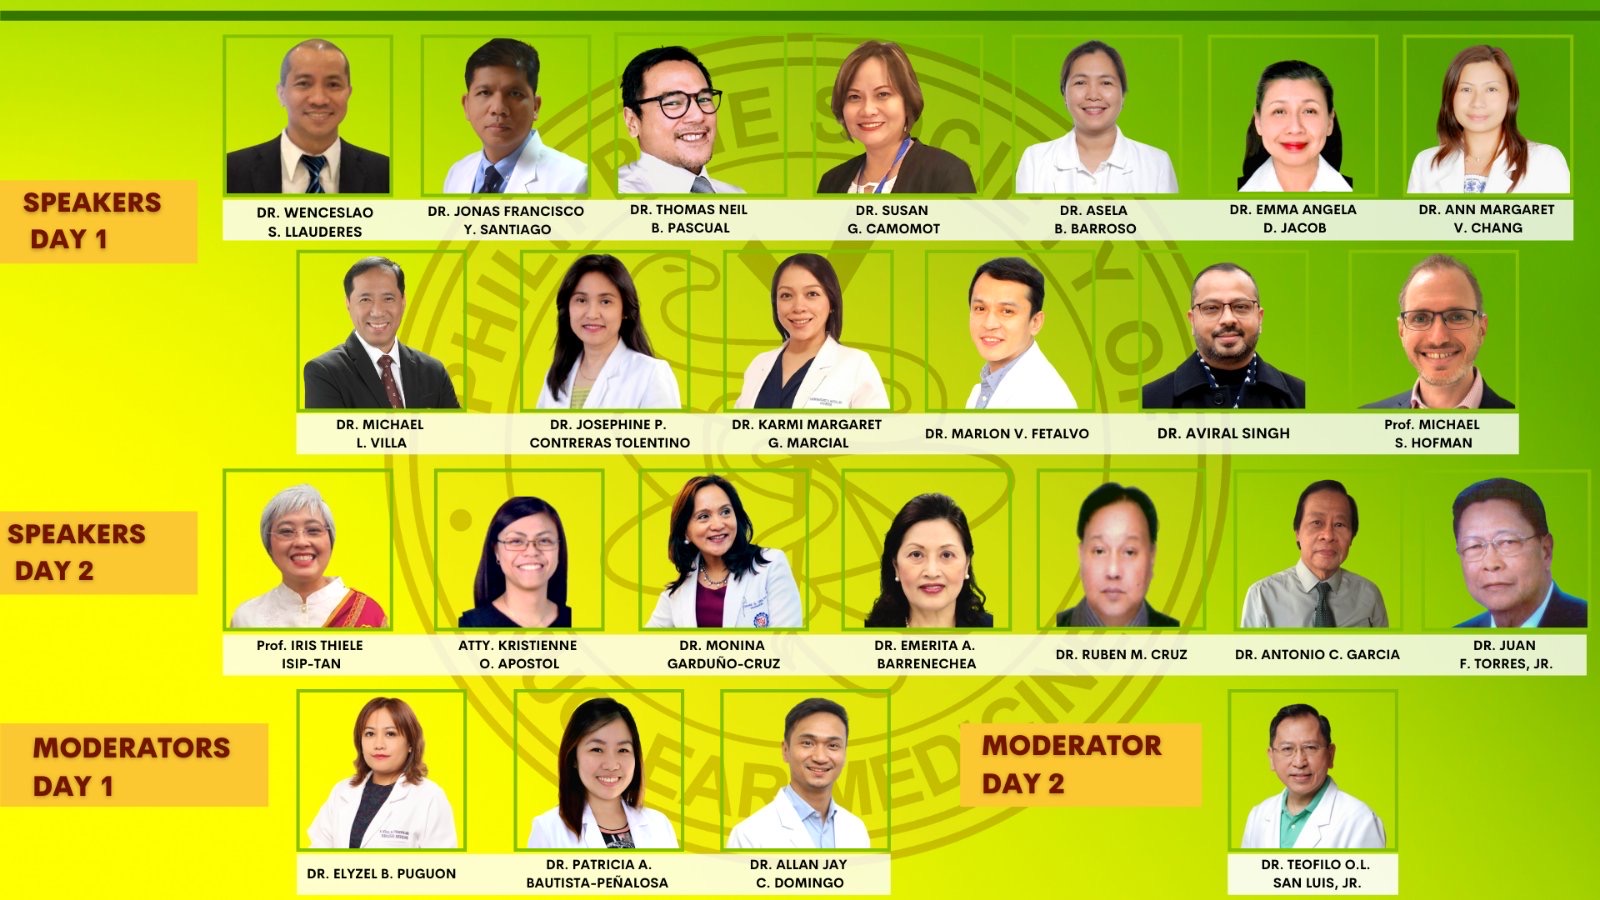 PHILIPPINE SOCIETY OF
NUCLEAR MEDICINE
SPEAKERS
DAY 1
DR. WENCESLAO
S. LLAUDERES
DR. JONAS FRANCISCO
Y. SANTIAGO
DR. THOMAS NEIL
B. PASCUAL
DR. SUSAN
G. CAMOMOT
DR. ASELA
B. BARROSO
DR. EMMA ANGELA
D. JACOB
DR. ANN MARGARET
V. CHANG
DR. MICHAEL
L. VILLA
DR. JOSEPHINE P.
CONTRERAS TOLENTINO
DR. KARMI MARGARET
G. MARCIAL
DR. MARLON V. FETALVO
DR. AVIRAL SINGH
Prof. MICHAEL
S. HOFMAN
SPEAKERS
DAY 2
Prof. IRIS THIELE
ISIP-TAN
ATTY. KRISTIENNE
O. APOSTOL
DR. MONINA
GARDUÑO-CRUZ
DR. EMERITA A.
BARRENECHEA
DR. RUBEN M. CRUZ
DR. ANTONIO C. GARCIA
DR. JUAN
F. TORRES, JR.
MODERATORS
DAY 1
DR. ELYZEL B. PUGUON
DR. PATRICIA A.
BAUTISTA-PEÑALOSA
DR. ALLAN JAY
C. DOMINGO
MODERATOR
DAY 2
DR. TEOFILO O.L.
SAN LUIS, JR.